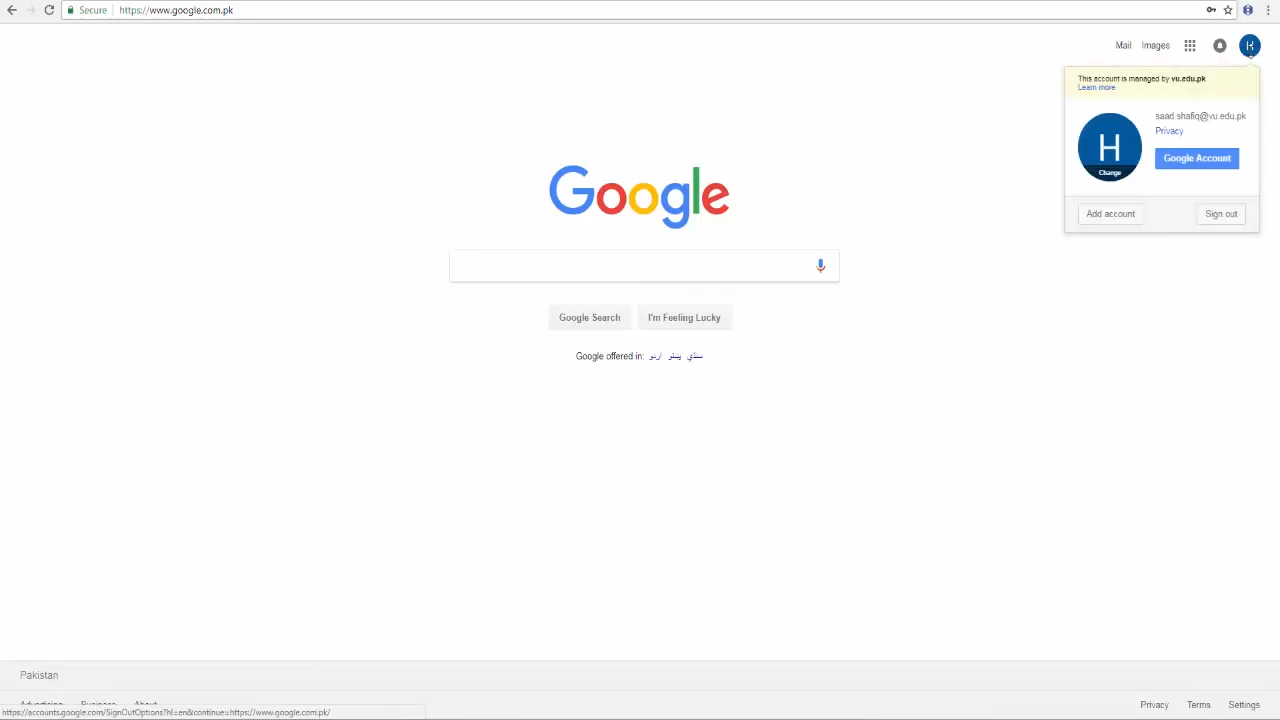 Secure https://www.google.com.pk
Mail Images
H
This account is managed by vu.edu.pk
Learn more
saad.shafiq@vu.edu.pk
Privacy
Google Account
H
Change
Add account Sign out
Google
Google Search I'm Feeling Lucky
Google offered in: اردو پښتو سنڌي
Pakistan
Advertising Business About
https://accounts.google.com/SignOutOptions?hl=en&continue=https://www.google.com.pk/
Privacy Terms Settings